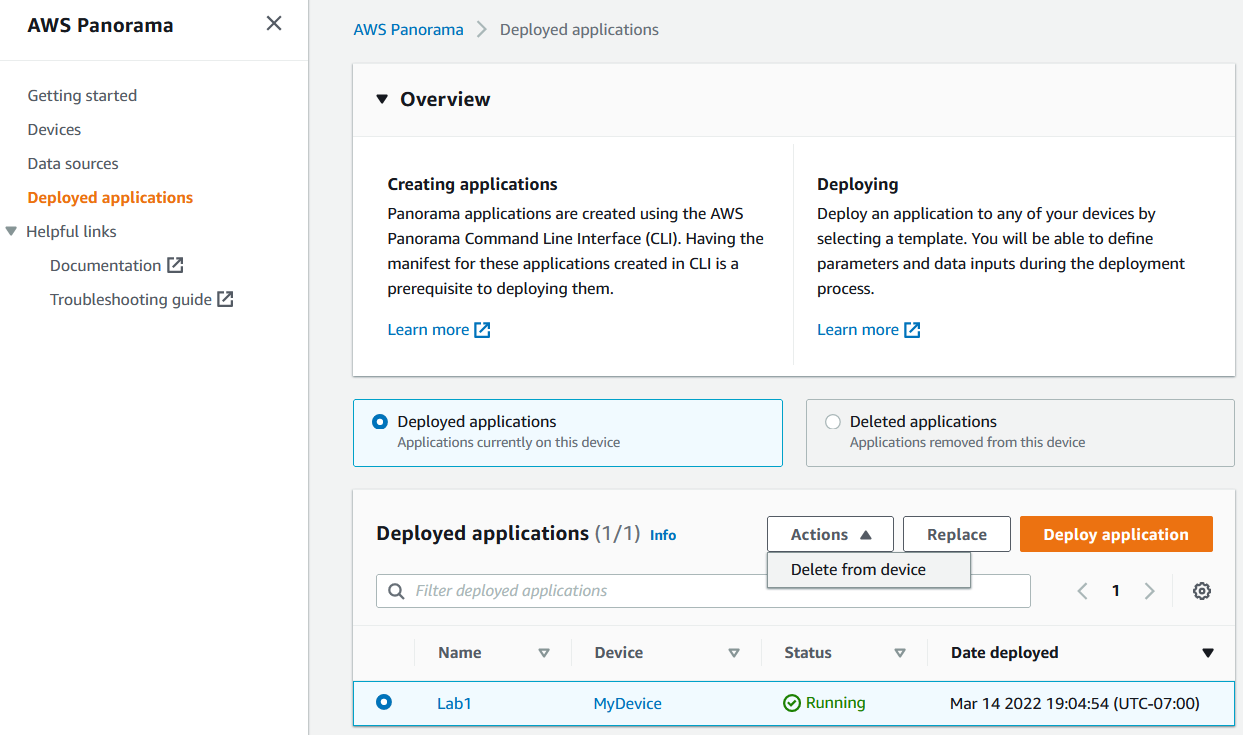 AWS Panorama
Getting started
Devices
Data sources
Deployed applications
Helpful links
Documentation
Troubleshooting guide
AWS Panorama > Deployed applications
Overview
Creating applications
Panorama applications are created using the AWS
Panorama Command Line Interface (CLI). Having the
manifest for these applications created in CLI is a
prerequisite to deploying them.
Learn more
Deploying
Deploy an application to any of your devices by
selecting a template. You will be able to define
parameters and data inputs during the deployment
process.
Learn more
Deployed applications
Applications currently on this device
Deleted applications
Applications removed from this device
Deployed applications (1/1) Info
Actions
Replace
Deploy application
Delete from device
Filter deployed applications
1
Name Device Status Date deployed
Lab1 MyDevice Running Mar 14 2022 19:04:54 (UTC-07:00)